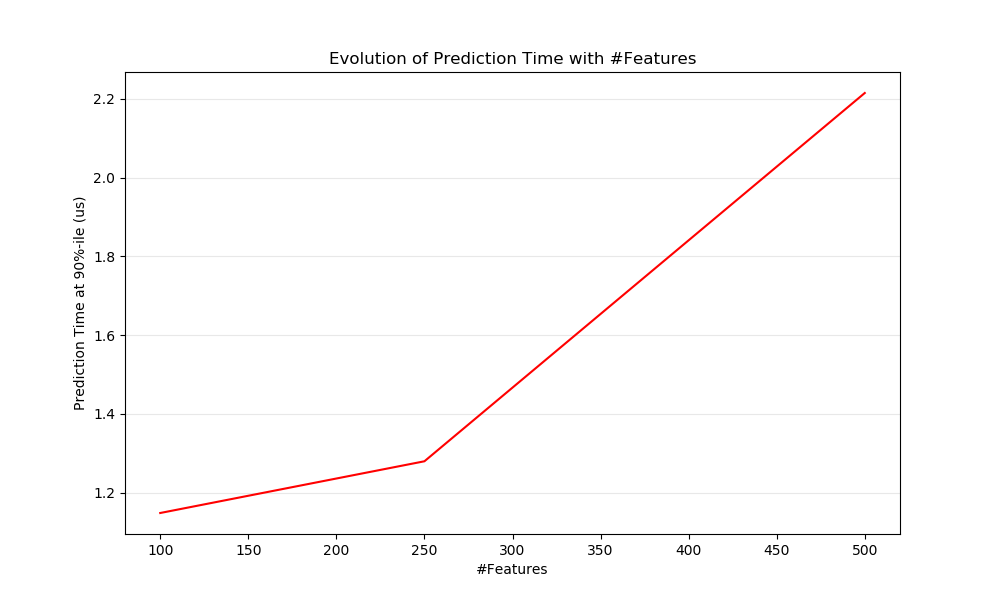 Evolution of Prediction Time with #Features
Prediction Time at 90%-ile (us)
2.2
2.0
1.8
1.6
1.4
1.2
100 150 200 250 300 350 400 450 500
#Features